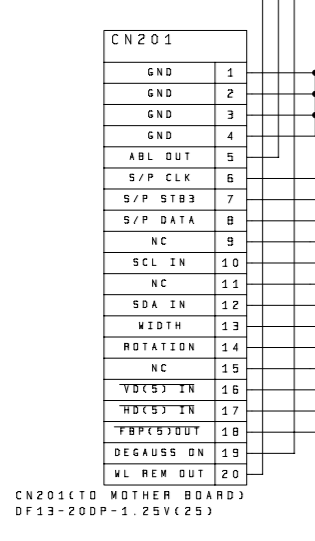 CN201
GND 1
GND 2
GND 3
GND 4
ABL OUT 5
S/P CLK 6
S/P STB3 7
S/P DATA 8
NC 9
SCL IN 10
NC 11
SDA IN 12
WIDTH 13
ROTATION 14
NC 15
VD(5) IN 16
HD(5) IN 17
FBP(5)OUT 18
DEGAUSS ON 19
WL REM OUT 20
CN201(TO MOTHER BOARD)
DF13-20DP-1.25V(25)